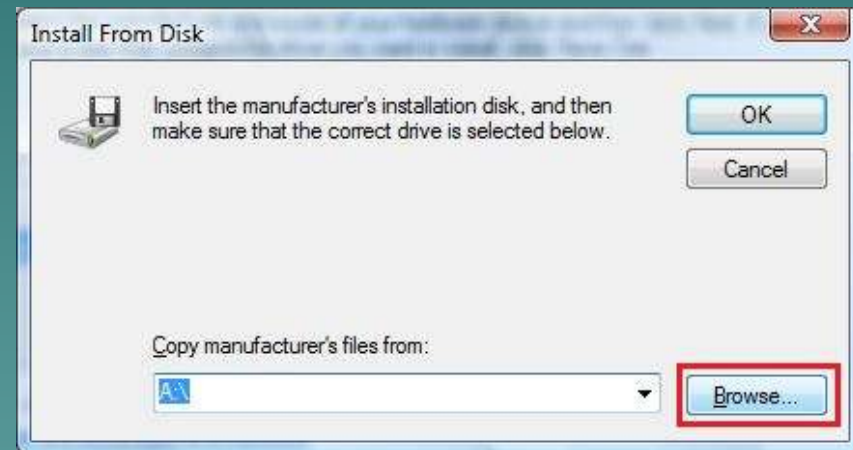 Install From Disk
Insert the manufacturer's installation disk, and then
make sure that the correct drive is selected below.
OK
Cancel
Copy manufacturer's files from:
A:\
Browse...